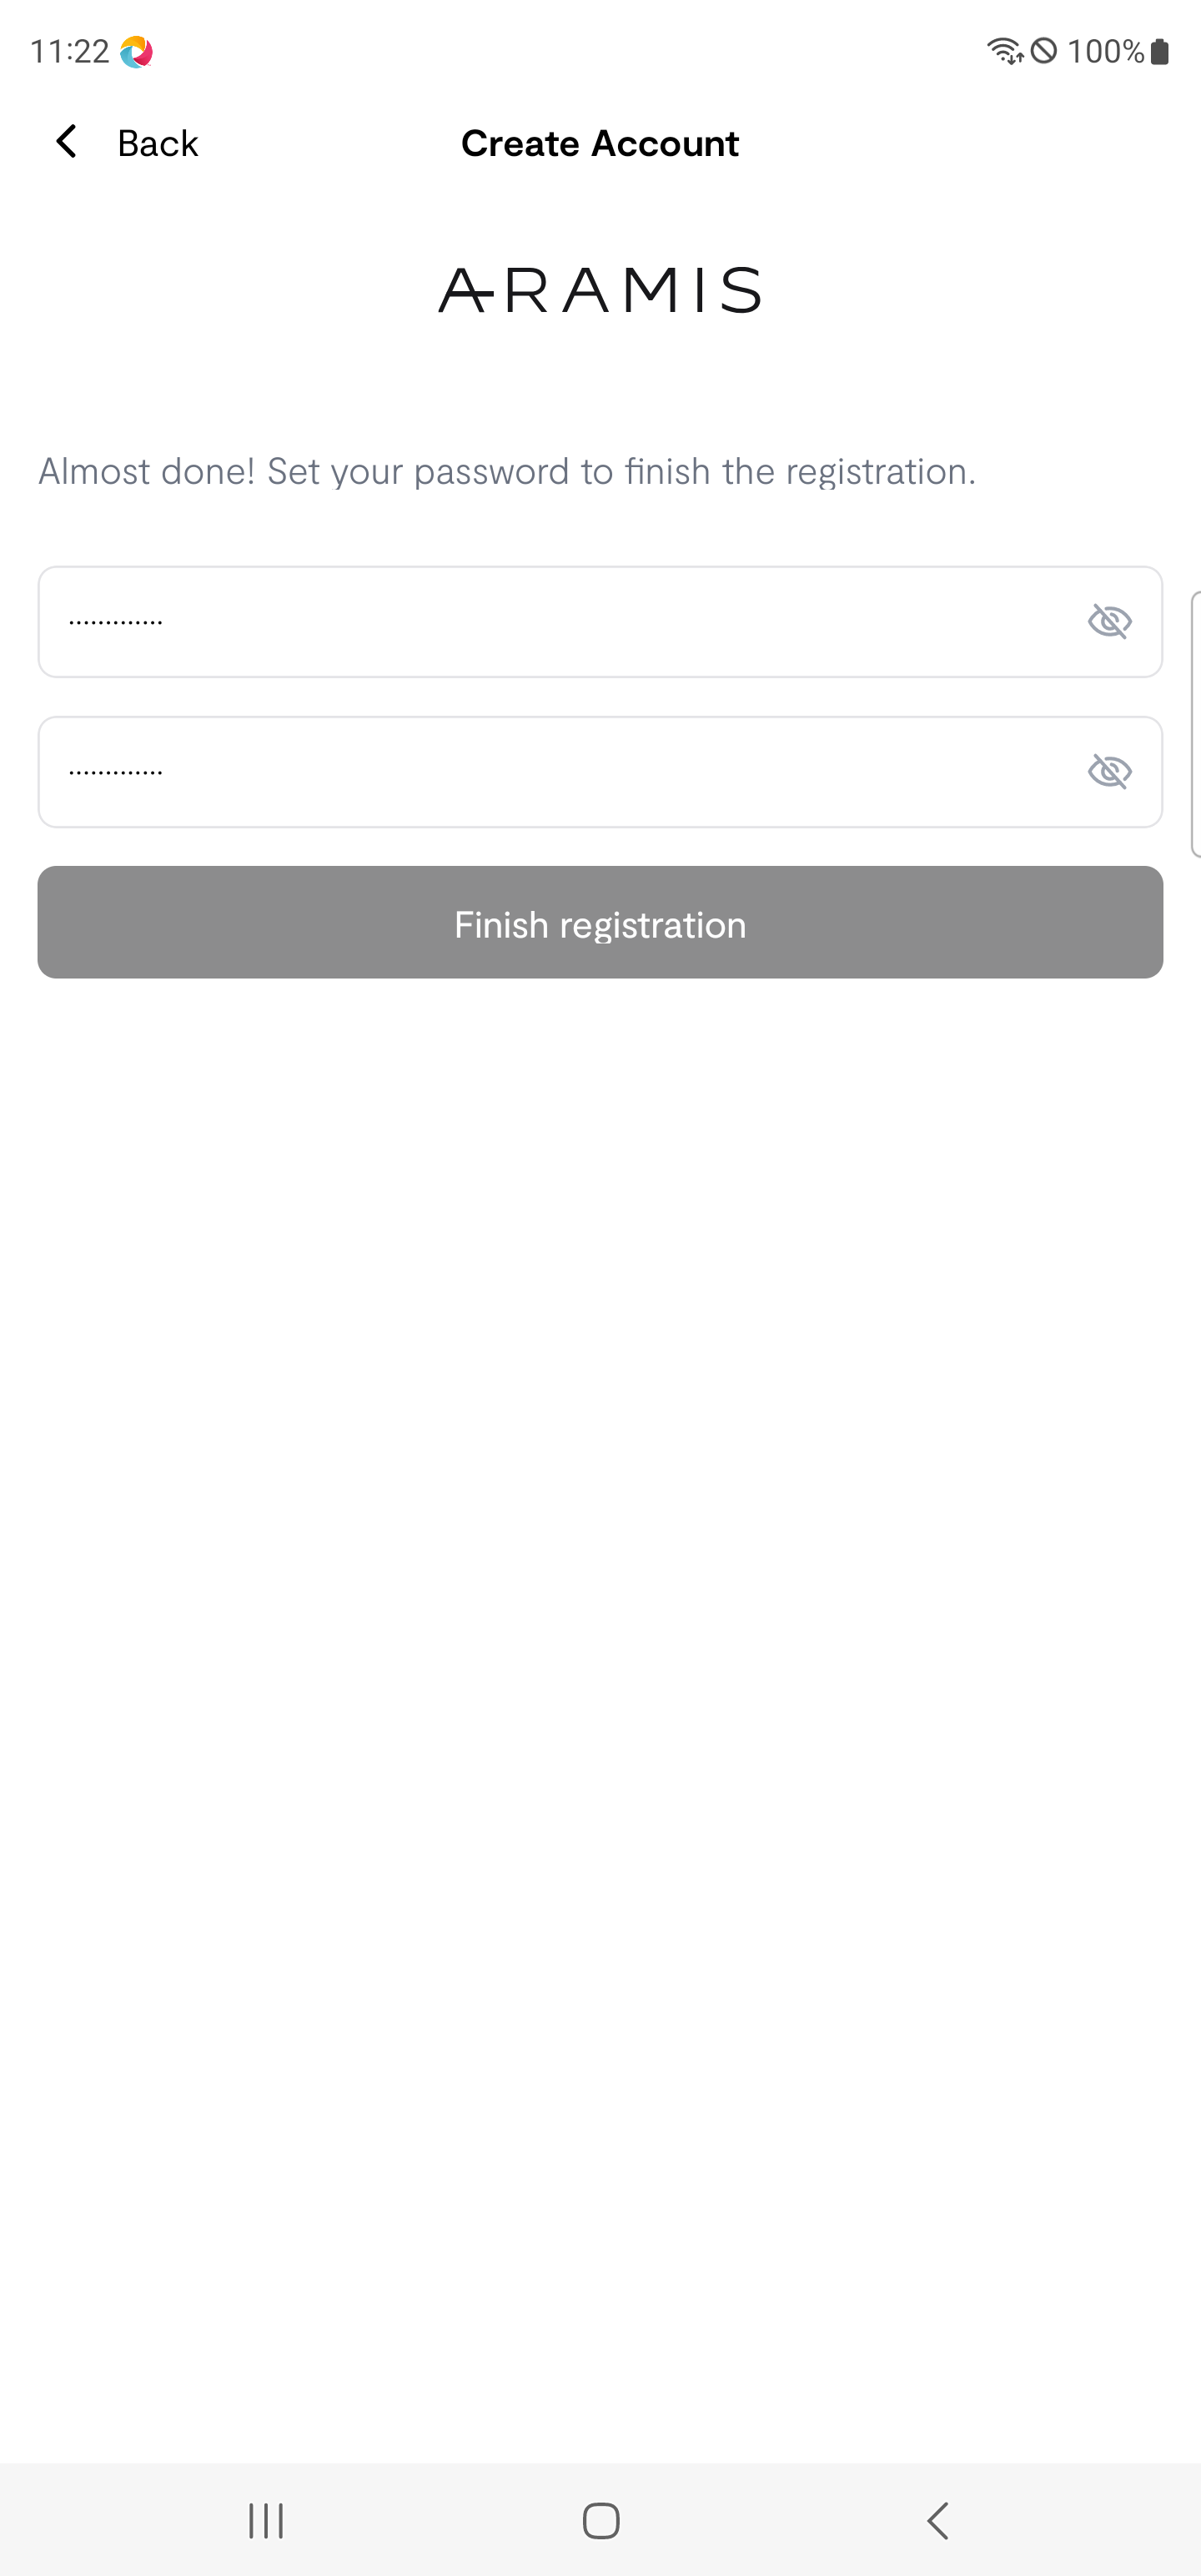 11:22
100%
Back
Create Account
ARAMIS
Almost done! Set your password to finish the registration.
•••••••••••••
•••••••••••••
Finish registration